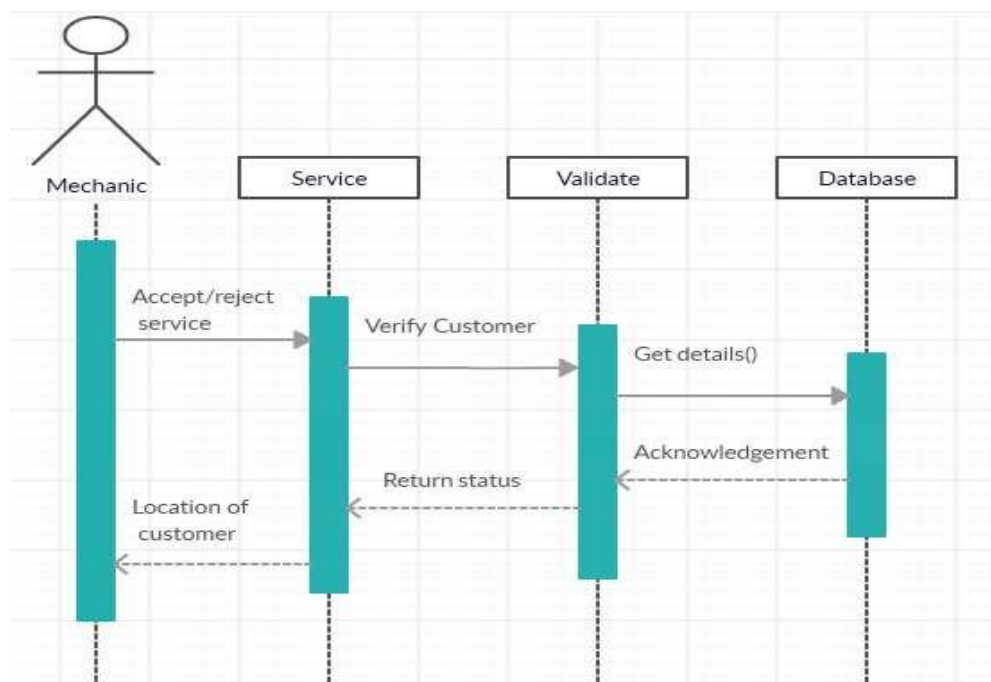 Mechanic
Service
Validate
Database
Accept/reject
service
Verify Customer
Get details()
Acknowledgement
Return status
Location of
customer